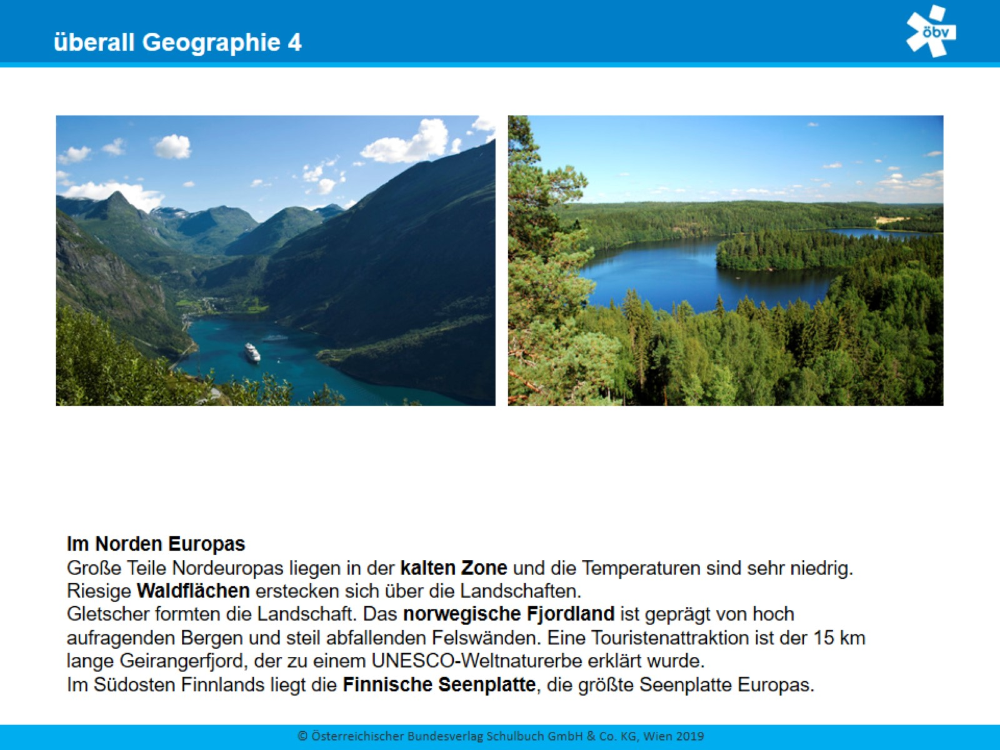 überall Geographie 4
öbv
Im Norden Europas
Große Teile Nordeuropas liegen in der kalten Zone und die Temperaturen sind sehr niedrig.
Riesige Waldflächen erstecken sich über die Landschaften.
Gletscher formten die Landschaft. Das norwegische Fjordland ist geprägt von hoch
aufragenden Bergen und steil abfallenden Felswänden. Eine Touristenattraktion ist der 15 km
lange Geirangerfjord, der zu einem UNESCO-Weltnaturerbe erklärt wurde.
Im Südosten Finnlands liegt die Finnische Seenplatte, die größte Seenplatte Europas.
© Österreichischer Bundesverlag Schulbuch GmbH & Co. KG, Wien 2019